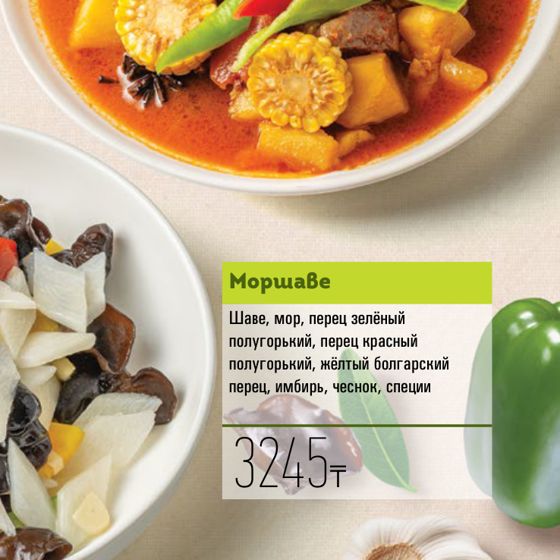 Моршаве
Шаве, мор, перец зелёный
полугорький, перец красный
полугорький, жёлтый болгарский
перец, имбирь, чеснок, специи
3245₸